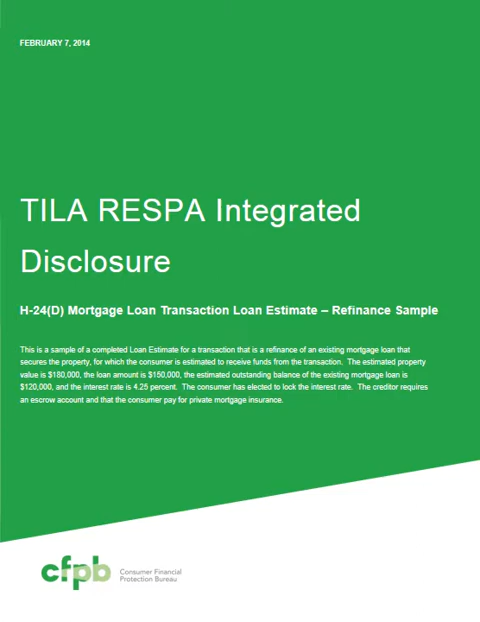 FEBRUARY 7, 2014
TILA RESPA Integrated
Disclosure
H-24(D) Mortgage Loan Transaction Loan Estimate – Refinance Sample
This is a sample of a completed Loan Estimate for a transaction that is a refinance of an existing mortgage loan that
secures the property, for which the consumer is estimated to receive funds from the transaction. The estimated property
value is $180,000, the loan amount is $150,000, the estimated outstanding balance of the existing mortgage loan is
$120,000, and the interest rate is 4.25 percent. The consumer has elected to lock the interest rate. The creditor requires
an escrow account and that the consumer pay for private mortgage insurance.
cfpb
Consumer Financial
Protection Bureau